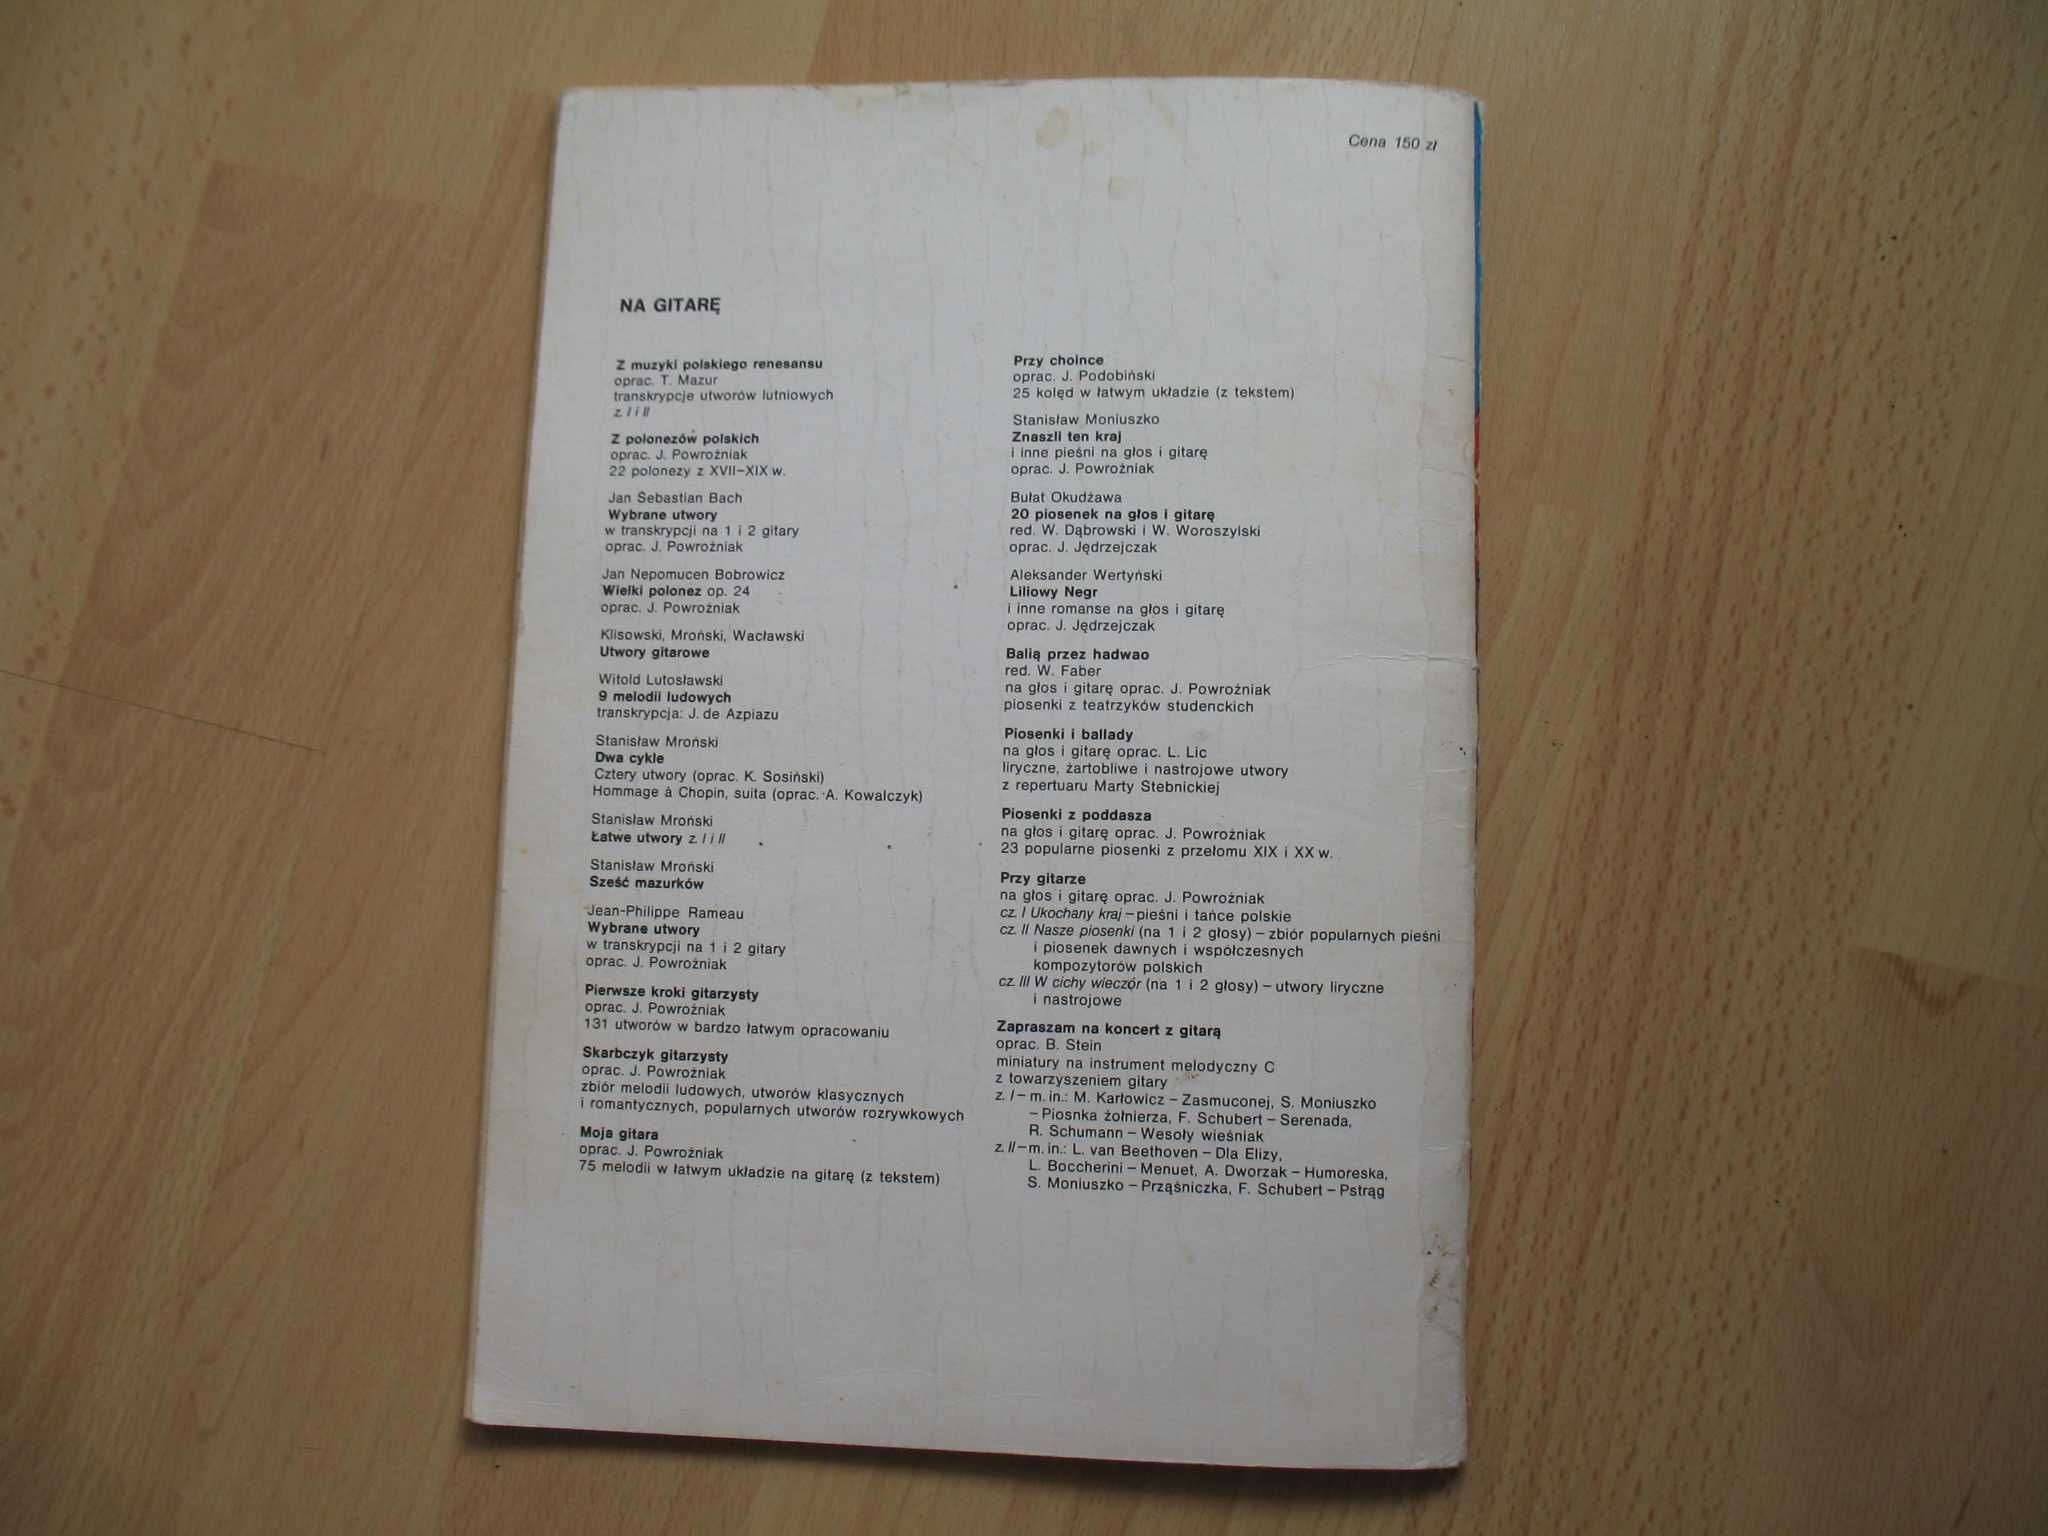 Cena 150 zł
NA GITARĘ
Z muzyki polskiego renesansu
oprac. T. Mazur
transkrypcje utworów lutniowych
z. I i II
Z polonezów polskich
oprac. J. Powroźniak
22 polonezy z XVII–XIX w.
Jan Sebastian Bach
Wybrane utwory
w transkrypcji na 1 i 2 gitary
oprac. J. Powroźniak
Jan Nepomucen Bobrowicz
Wielki polonez op. 24
oprac. J. Powroźniak
Klisowski, Mroński, Wacławski
Utwory gitarowe
Witold Lutosławski
9 melodii ludowych
transkrypcja: J. de Azpiazu
Stanisław Mroński
Dwa cykle
Cztery utwory (oprac. K. Sosiński)
Hommage à Chopin, suita (oprac. A. Kowalczyk)
Stanisław Mroński
Łatwe utwory z. I i II
Stanisław Mroński
Sześć mazurków
Jean-Philippe Rameau
Wybrane utwory
w transkrypcji na 1 i 2 gitary
oprac. J. Powroźniak
Pierwsze kroki gitarzysty
oprac. J. Powroźniak
131 utworów w bardzo łatwym opracowaniu
Skarbczyk gitarzysty
oprac. J. Powroźniak
zbiór melodii ludowych, utworów klasycznych
i romantycznych, popularnych utworów rozrywkowych
Moja gitara
oprac. J. Powroźniak
75 melodii w łatwym układzie na gitarę (z tekstem)
Przy choince
oprac. J. Podobiński
25 kolęd w łatwym układzie (z tekstem)
Stanisław Moniuszko
Znaszli ten kraj
i inne pieśni na głos i gitarę
oprac. J. Powroźniak
Bułat Okudżawa
20 piosenek na głos i gitarę
red. W. Dąbrowski i W. Woroszylski
oprac. J. Jędrzejczak
Aleksander Wertyński
Liliowy Negr
i inne romanse na głos i gitarę
oprac. J. Jędrzejczak
Balią przez hadwao
red. W. Faber
na głos i gitarę oprac. J. Powroźniak
piosenki z teatrzyków studenckich
Piosenki i ballady
na głos i gitarę oprac. L. Lic
liryczne, żartobliwe i nastrojowe utwory
z repertuaru Marty Stebnickiej
Piosenki z poddasza
na głos i gitarę oprac. J. Powroźniak
23 popularne piosenki z przełomu XIX i XX w.
Przy gitarze
na głos i gitarę oprac. J. Powroźniak
cz. I Ukochany kraj – pieśni i tańce polskie
cz. II Nasze piosenki (na 1 i 2 głosy) – zbiór popularnych pieśni
i piosenek dawnych i współczesnych
kompozytorów polskich
cz. III W cichy wieczór (na 1 i 2 głosy) – utwory liryczne
i nastrojowe
Zapraszam na koncert z gitarą
oprac. B. Stein
miniatury na instrument melodyczny C
z towarzyszeniem gitary
z. I – m. in.: M. Karłowicz – Zasmuconej, S. Moniuszko
– Piosnka żołnierza, F. Schubert – Serenada,
R. Schumann – Wesoły wieśniak
z. II – m. in.: L. van Beethoven – Dla Elizy,
L. Boccherini – Menuet, A. Dworzak – Humoreska,
S. Moniuszko – Prząśniczka, F. Schubert – Pstrąg